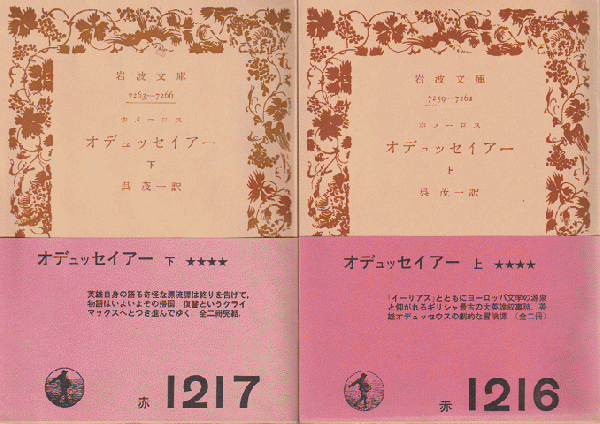 岩波文庫
7263—7266
ホメーロス
オデュッセイアー
下
呉茂一訳
オデュッセイアー 下 ★★★★
英雄自身の語る奇怪な漂流譚は終りを告げて,
物語はいよいよその帰国, 復讐というクライ
マックスへとつき進んでゆく. 全二冊完結.
赤 1217
岩波文庫
7259—7262
ホメーロス
オデュッセイアー
上
呉茂一訳
オデュッセイアー 上 ★★★★
「イーリアス」とともにヨーロッパ文学の源泉
と仰がれるギリシャ最古の大英雄叙事詩. 英
雄オデュッセウスの劇的な冒険譚 (全二冊)
赤 1216